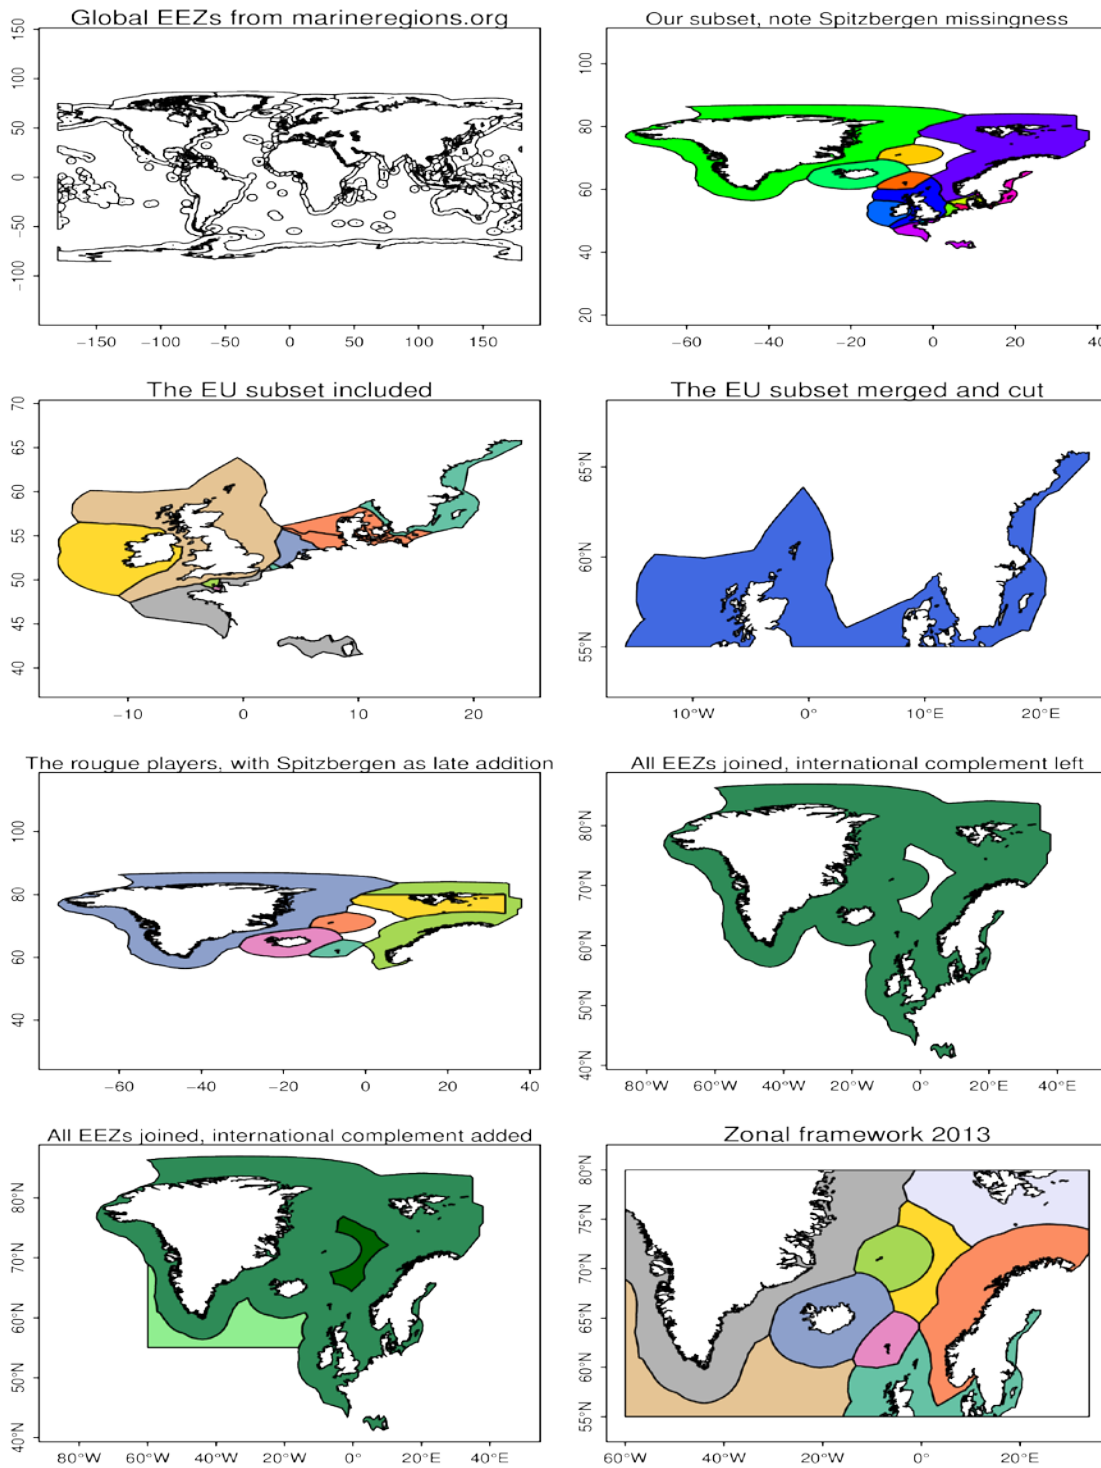 Global EEZs from marineregions.org
150
100
50
0
−50
−100
−150 −100 −50 0 50 100 150
Our subset, note Spitzbergen missingness
100
80
60
40
20
−60 −40 −20 0 20 40
The EU subset included
70
65
60
55
50
45
40
−10 0 10 20
The EU subset merged and cut
65°N
60°N
55°N
10°W 0° 10°E 20°E
The rougue players, with Spitzbergen as late addition
100
80
60
40
−60 −40 −20 0 20 40
All EEZs joined, international complement left
80°N
70°N
60°N
50°N
40°N
80°W 60°W 40°W 20°W 0° 20°E 40°E
All EEZs joined, international complement added
80°N
70°N
60°N
50°N
40°N
80°W 60°W 40°W 20°W 0° 20°E 40°E
Zonal framework 2013
80°N
75°N
70°N
65°N
60°N
55°N
60°W 40°W 20°W 0° 20°E